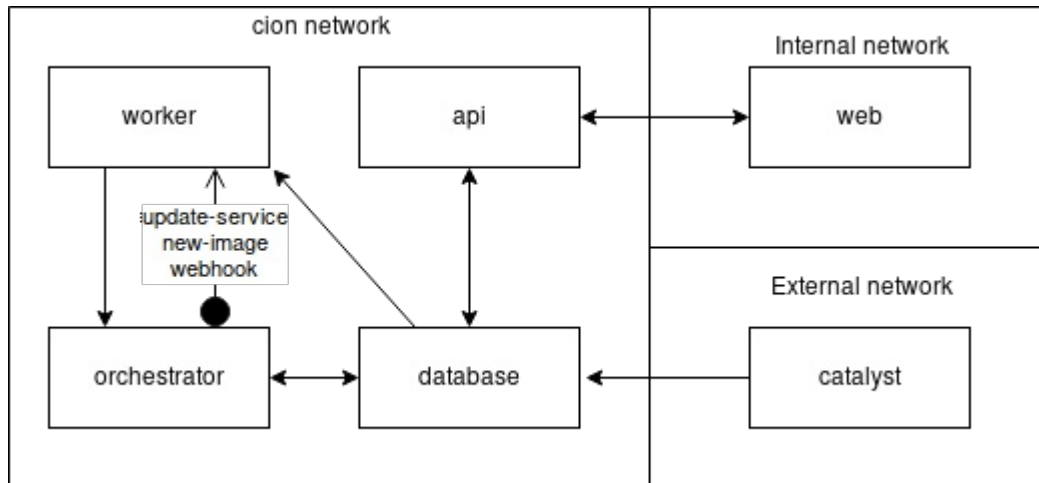 cion network
Internal network
worker
api
web
update-service
new-image
webhook
External network
orchestrator
database
catalyst